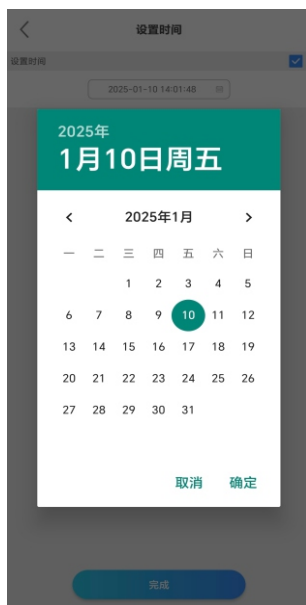 设置时间
设置时间
2025-01-10 14:01:48
2025年
1月10日周五
2025年1月
一 二 三 四 五 六 日
1 2 3 4 5
6 7 8 9 10 11 12
13 14 15 16 17 18 19
20 21 22 23 24 25 26
27 28 29 30 31
取消 确定
完成